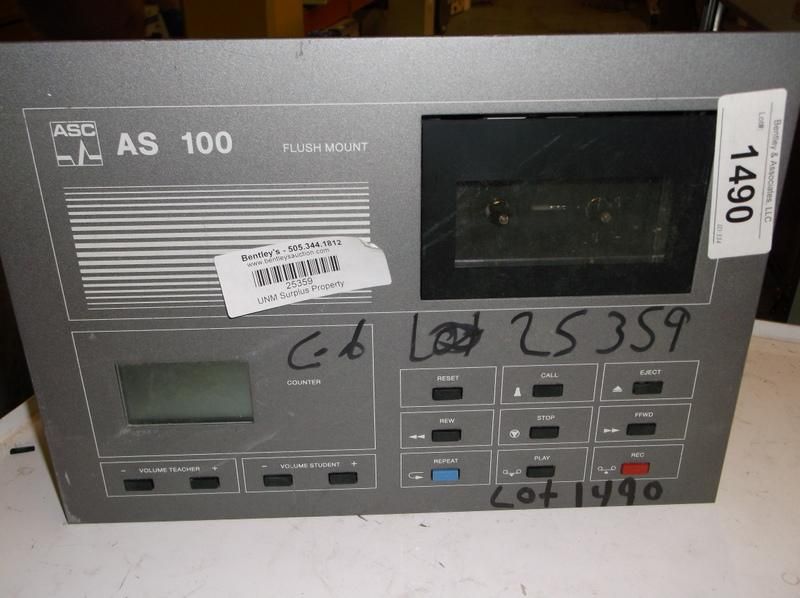 ASC
AS 100
FLUSH MOUNT
Bentley & Associates, LLC
Lot#:
1490
Bentley's - 505.344.1812
www.bentleysauction.com
25359
UNM Surplus Property
Lot 25359
COUNTER
RESET
CALL
EJECT
REW
STOP
FFWD
REPEAT
PLAY
REC
- VOLUME TEACHER +
- VOLUME STUDENT +
Lot 1490